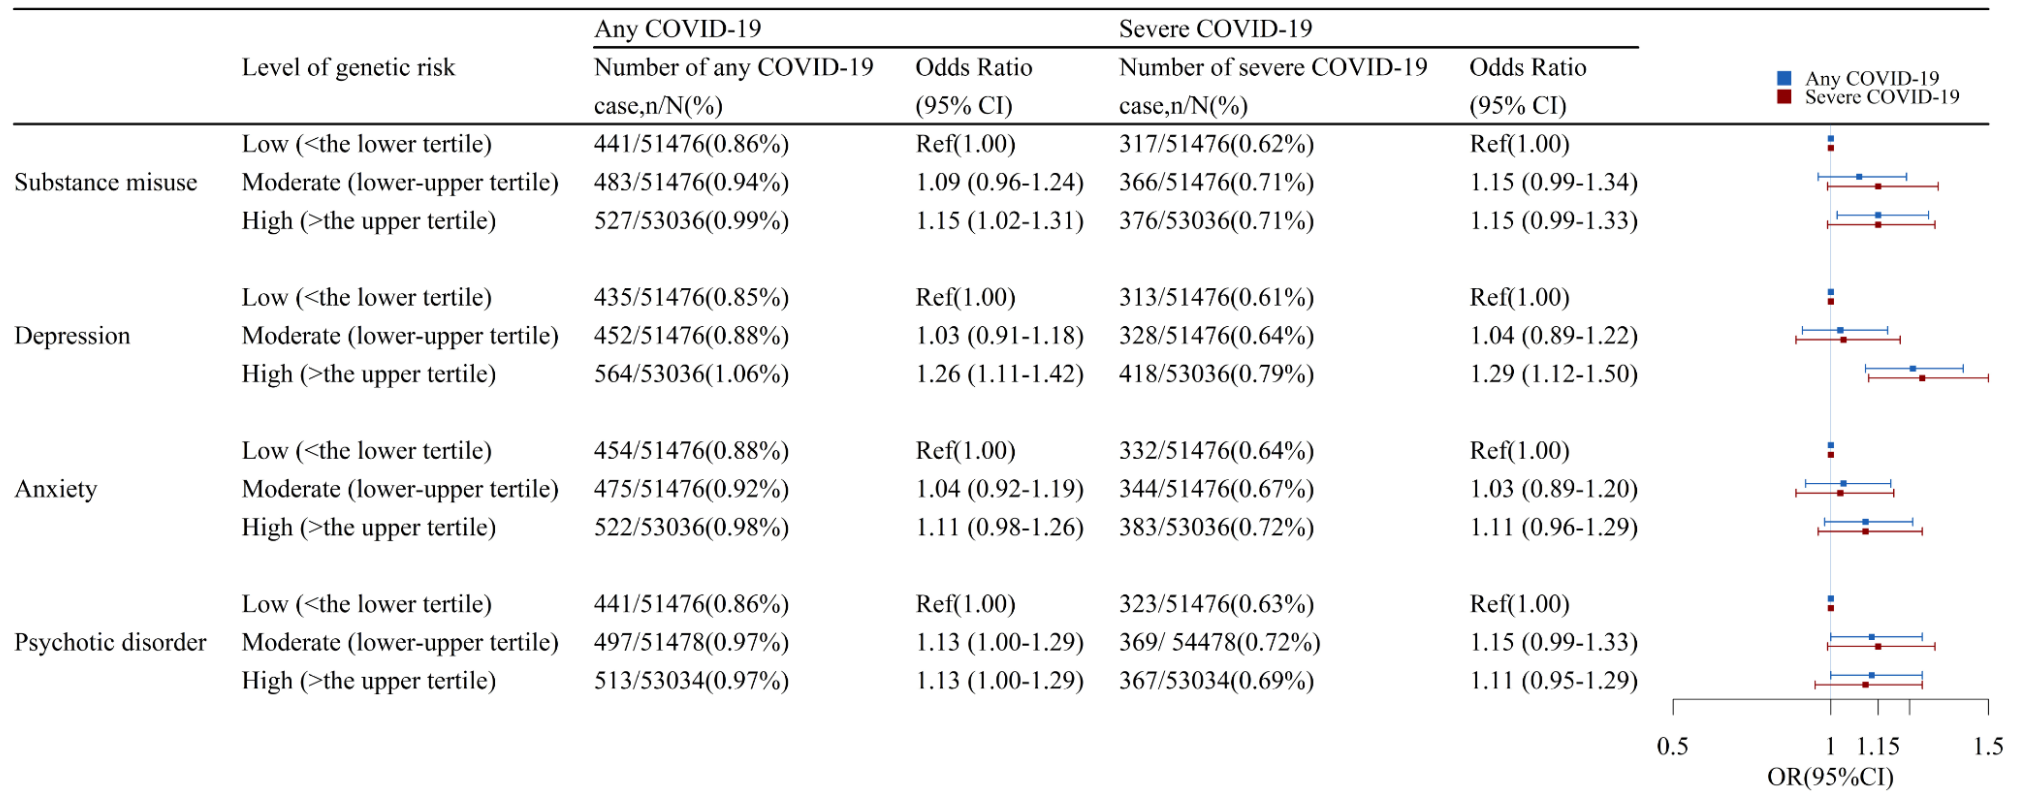 Any COVID-19 Severe COVID-19
Level of genetic risk Number of any COVID-19 Odds Ratio Number of severe COVID-19 Odds Ratio
case,n/N(%) (95% CI) case,n/N(%) (95% CI)
Any COVID-19
Severe COVID-19
Low (<the lower tertile) 441/51476(0.86%) Ref(1.00) 317/51476(0.62%) Ref(1.00)
Substance misuse Moderate (lower-upper tertile) 483/51476(0.94%) 1.09 (0.96-1.24) 366/51476(0.71%) 1.15 (0.99-1.34)
High (>the upper tertile) 527/53036(0.99%) 1.15 (1.02-1.31) 376/53036(0.71%) 1.15 (0.99-1.33)
Low (<the lower tertile) 435/51476(0.85%) Ref(1.00) 313/51476(0.61%) Ref(1.00)
Depression Moderate (lower-upper tertile) 452/51476(0.88%) 1.03 (0.91-1.18) 328/51476(0.64%) 1.04 (0.89-1.22)
High (>the upper tertile) 564/53036(1.06%) 1.26 (1.11-1.42) 418/53036(0.79%) 1.29 (1.12-1.50)
Low (<the lower tertile) 454/51476(0.88%) Ref(1.00) 332/51476(0.64%) Ref(1.00)
Anxiety Moderate (lower-upper tertile) 475/51476(0.92%) 1.04 (0.92-1.19) 344/51476(0.67%) 1.03 (0.89-1.20)
High (>the upper tertile) 522/53036(0.98%) 1.11 (0.98-1.26) 383/53036(0.72%) 1.11 (0.96-1.29)
Low (<the lower tertile) 441/51476(0.86%) Ref(1.00) 323/51476(0.63%) Ref(1.00)
Psychotic disorder Moderate (lower-upper tertile) 497/51478(0.97%) 1.13 (1.00-1.29) 369/ 54478(0.72%) 1.15 (0.99-1.33)
High (>the upper tertile) 513/53034(0.97%) 1.13 (1.00-1.29) 367/53034(0.69%) 1.11 (0.95-1.29)
0.5 1 1.15 1.5
OR(95%CI)